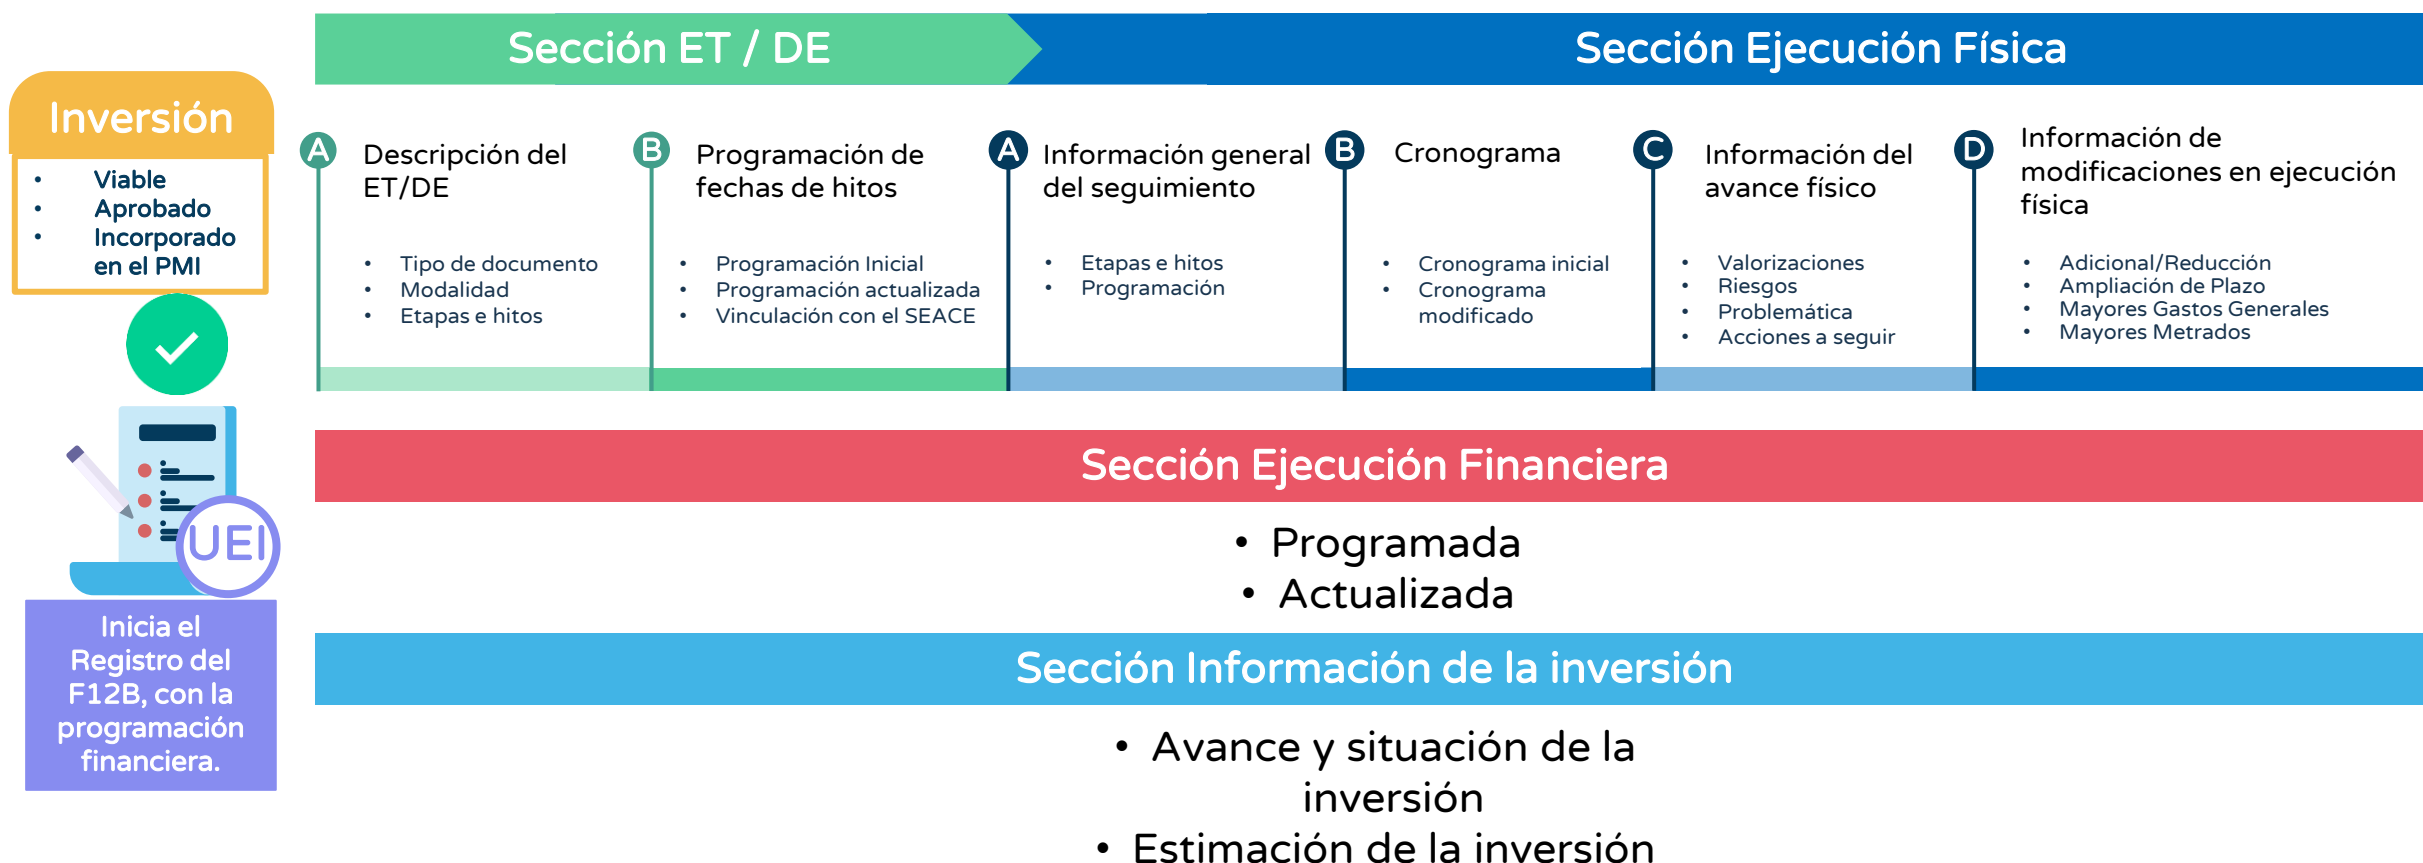 Sección ET / DE
Sección Ejecución Física
Inversión
• Viable
• Aprobado
• Incorporado
en el PMI
UEI
Inicia el
Registro del
F12B, con la
programación
financiera.
A
Descripción del
ET/DE
• Tipo de documento
• Modalidad
• Etapas e hitos
B
Programación de
fechas de hitos
• Programación Inicial
• Programación actualizada
• Vinculación con el SEACE
A
Información general
del seguimiento
• Etapas e hitos
• Programación
B
Cronograma
• Cronograma inicial
• Cronograma
modificado
C
Información del
avance físico
• Valorizaciones
• Riesgos
• Problemática
• Acciones a seguir
D
Información de
modificaciones en ejecución
física
• Adicional/Reducción
• Ampliación de Plazo
• Mayores Gastos Generales
• Mayores Metrados
Sección Ejecución Financiera
• Programada
• Actualizada
Sección Información de la inversión
• Avance y situación de la
inversión
• Estimación de la inversión